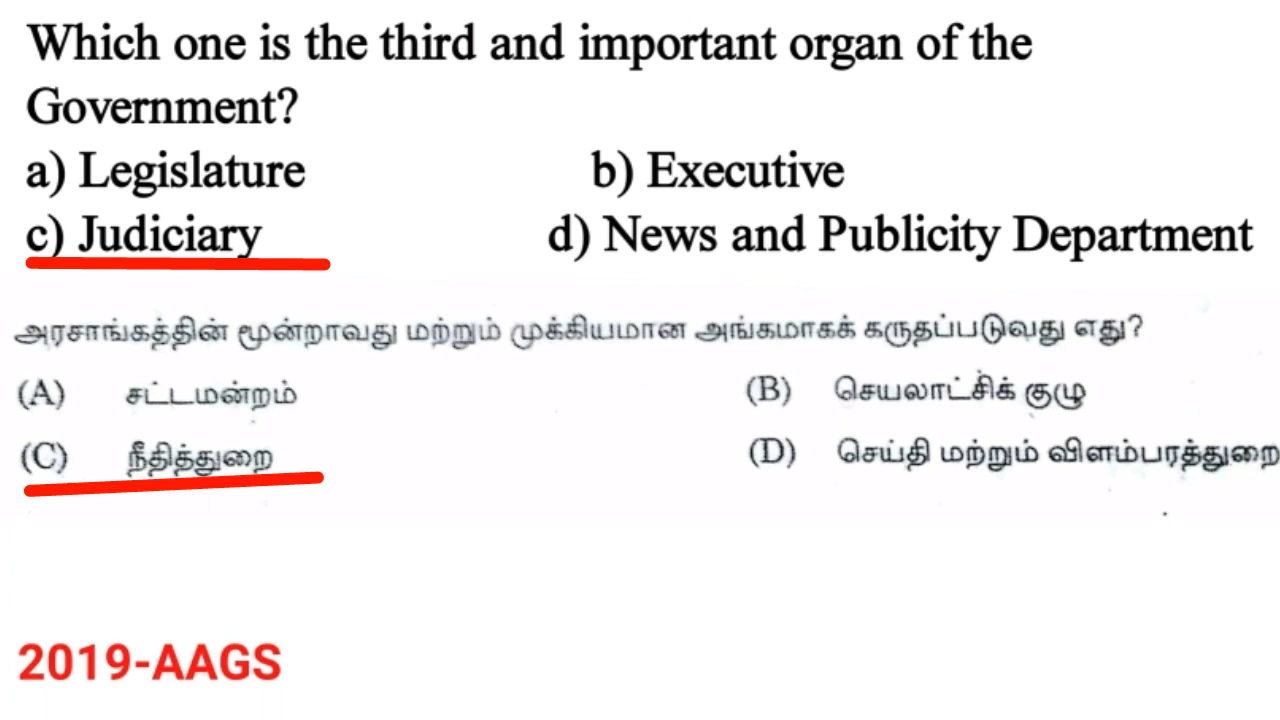 Which one is the third and important organ of the
Government?
a) Legislature b) Executive
c) Judiciary d) News and Publicity Department
அரசாங்கத்தின் மூன்றாவது மற்றும் முக்கியமான அங்கமாகக் கருதப்படுவது எது?
(A) சட்டமன்றம் (B) செயலாட்சிக் குழு
(C) நீதித்துறை (D) செய்தி மற்றும் விளம்பரத்துறை
2019-AAGS